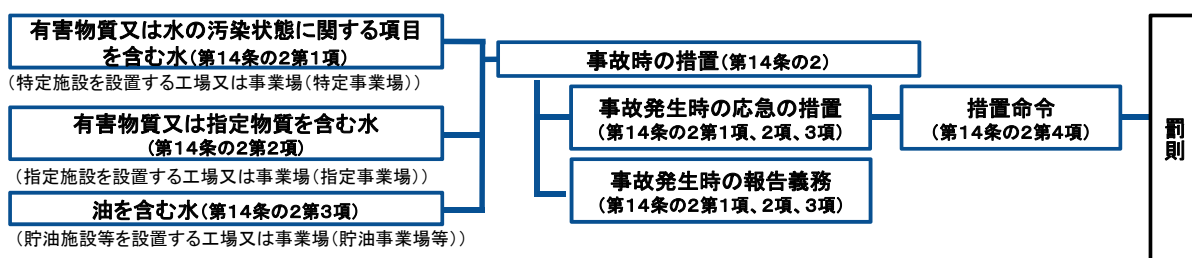 有害物質又は水の汚染状態に関する項目
を含む水(第14条の2第1項)
(特定施設を設置する工場又は事業場(特定事業場))
有害物質又は指定物質を含む水
(第14条の2第2項)
(指定施設を設置する工場又は事業場(指定事業場))
油を含む水(第14条の2第3項)
(貯油施設等を設置する工場又は事業場(貯油事業場等))
事故時の措置(第14条の2)
事故発生時の応急の措置
(第14条の2第1項、2項、3項)
事故発生時の報告義務
(第14条の2第1項、2項、3項)
措置命令
(第14条の2第4項)
罰則